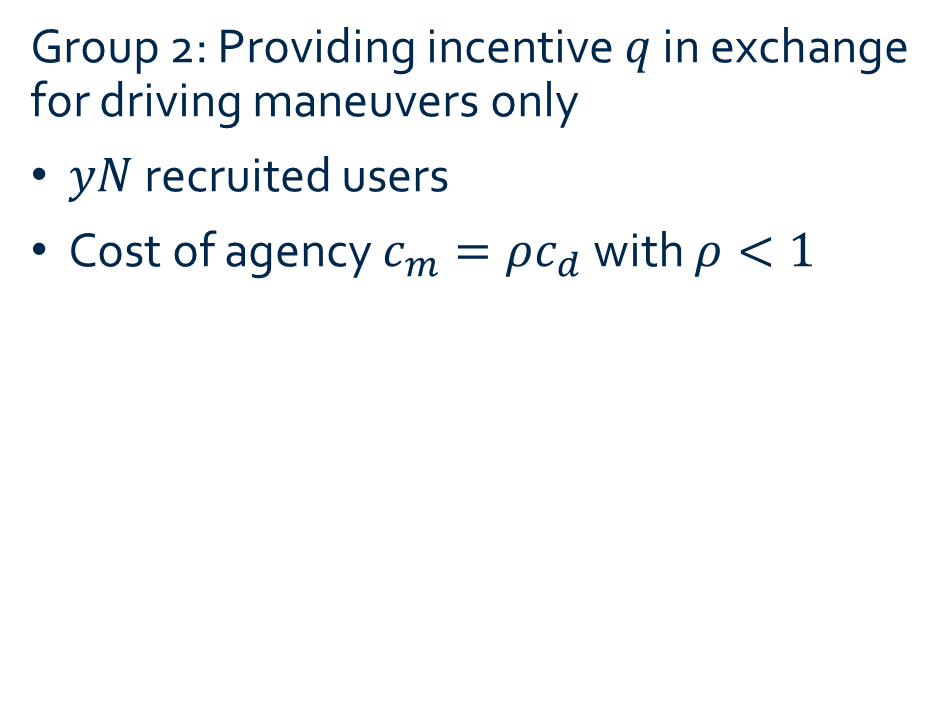 Group 2: Providing incentive 𝑞 in exchange
for driving maneuvers only
• 𝑦𝑁 recruited users
• Cost of agency 𝑐ₘ = 𝜌𝑐_𝑑 with 𝜌 < 1